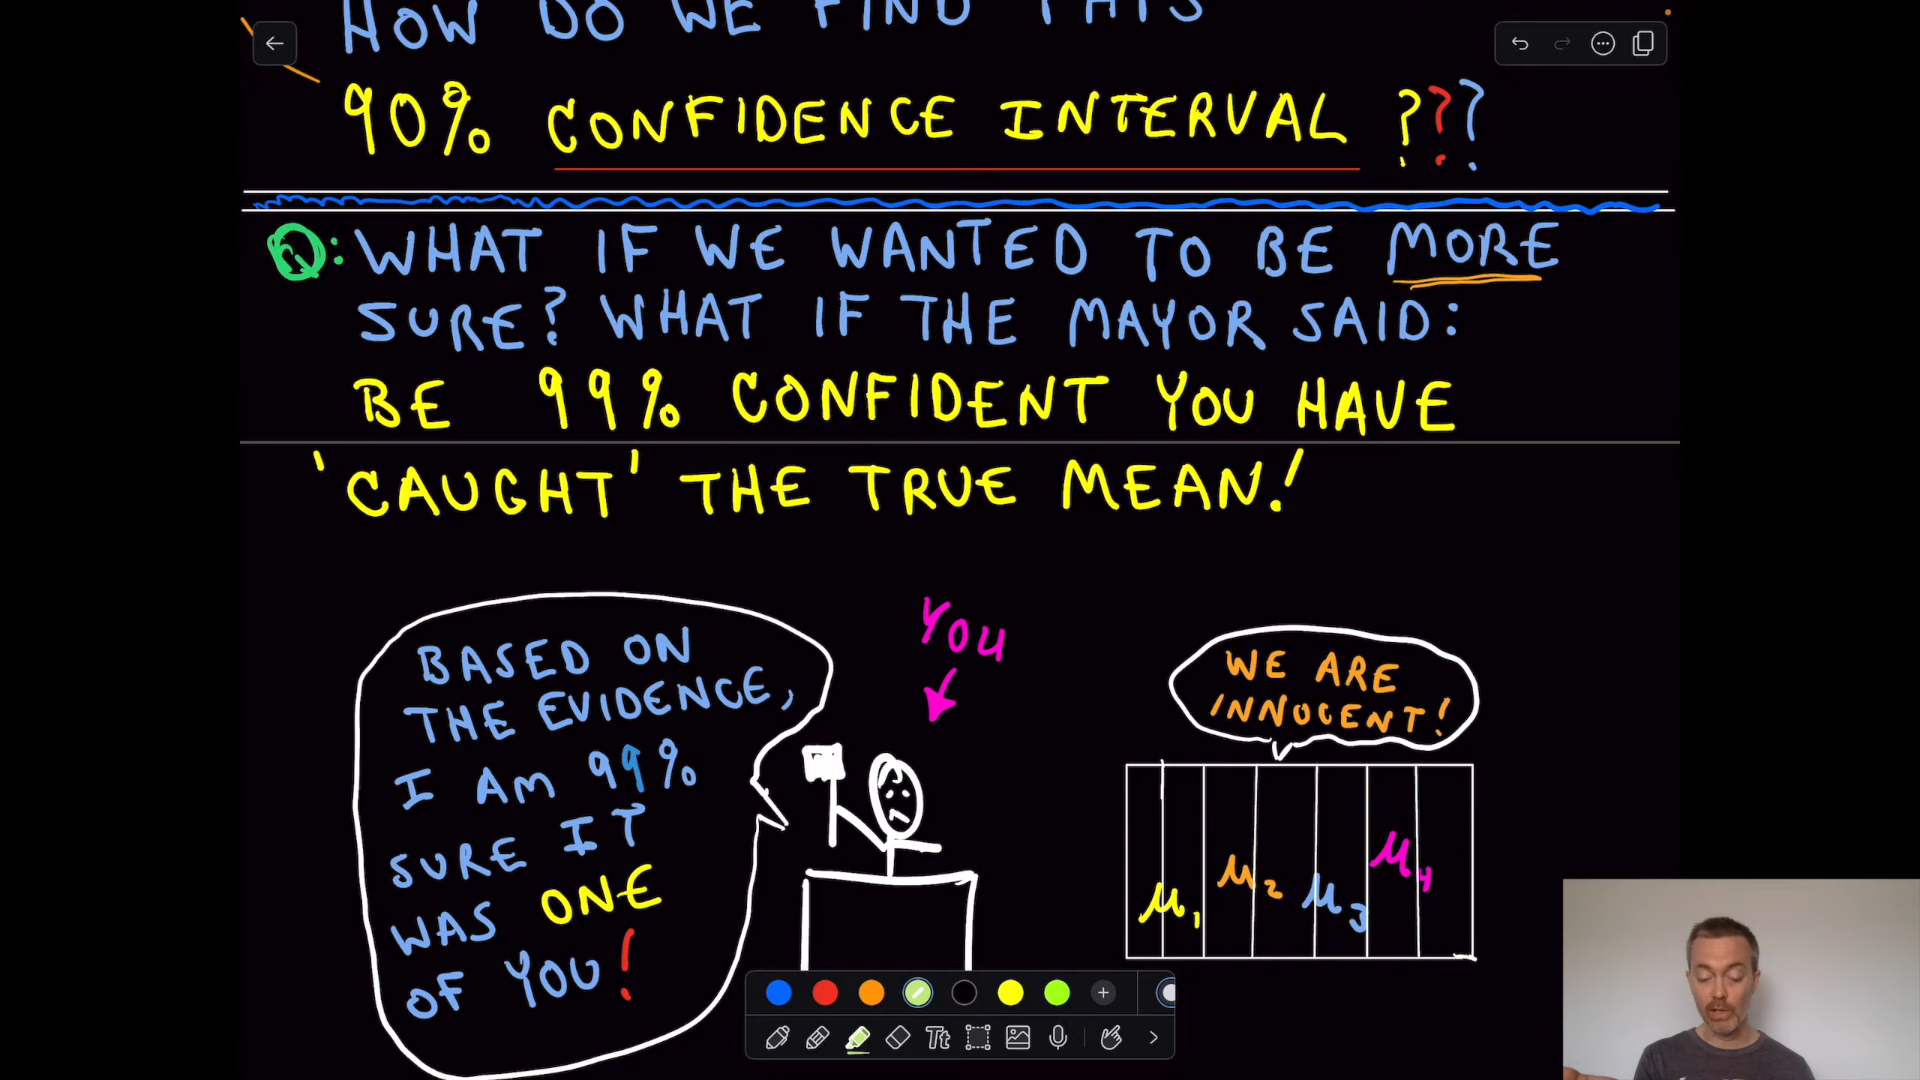 HOW DO WE FIND THIS
90% CONFIDENCE INTERVAL ???
Q: WHAT IF WE WANTED TO BE MORE
SURE? WHAT IF THE MAYOR SAID:
BE 99% CONFIDENT YOU HAVE
'CAUGHT' THE TRUE MEAN!
YOU
BASED ON
THE EVIDENCE,
I AM 99%
SURE IT
WAS ONE
OF YOU!
WE ARE
INNOCENT!
μ1 μ2 μ3 μ4
Tt